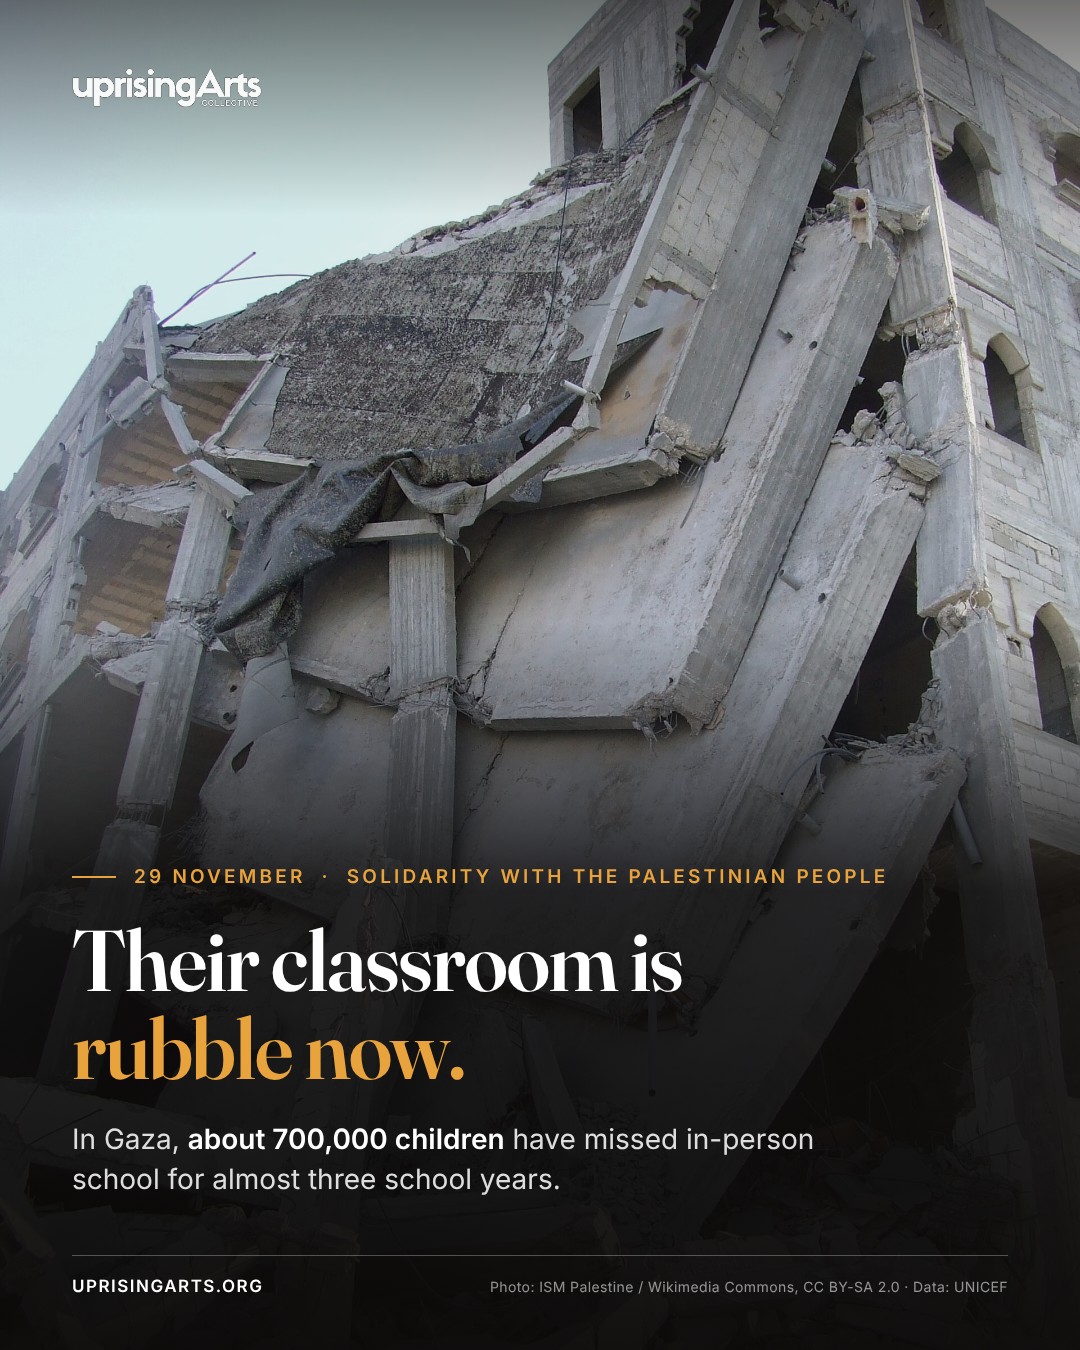 uprisingArts
COLLECTIVE
29 NOVEMBER · SOLIDARITY WITH THE PALESTINIAN PEOPLE
Their classroom is
rubble now.
In Gaza, about 700,000 children have missed in-person
school for almost three school years.
UPRISINGARTS.ORG
Photo: ISM Palestine / Wikimedia Commons, CC BY-SA 2.0 · Data: UNICEF